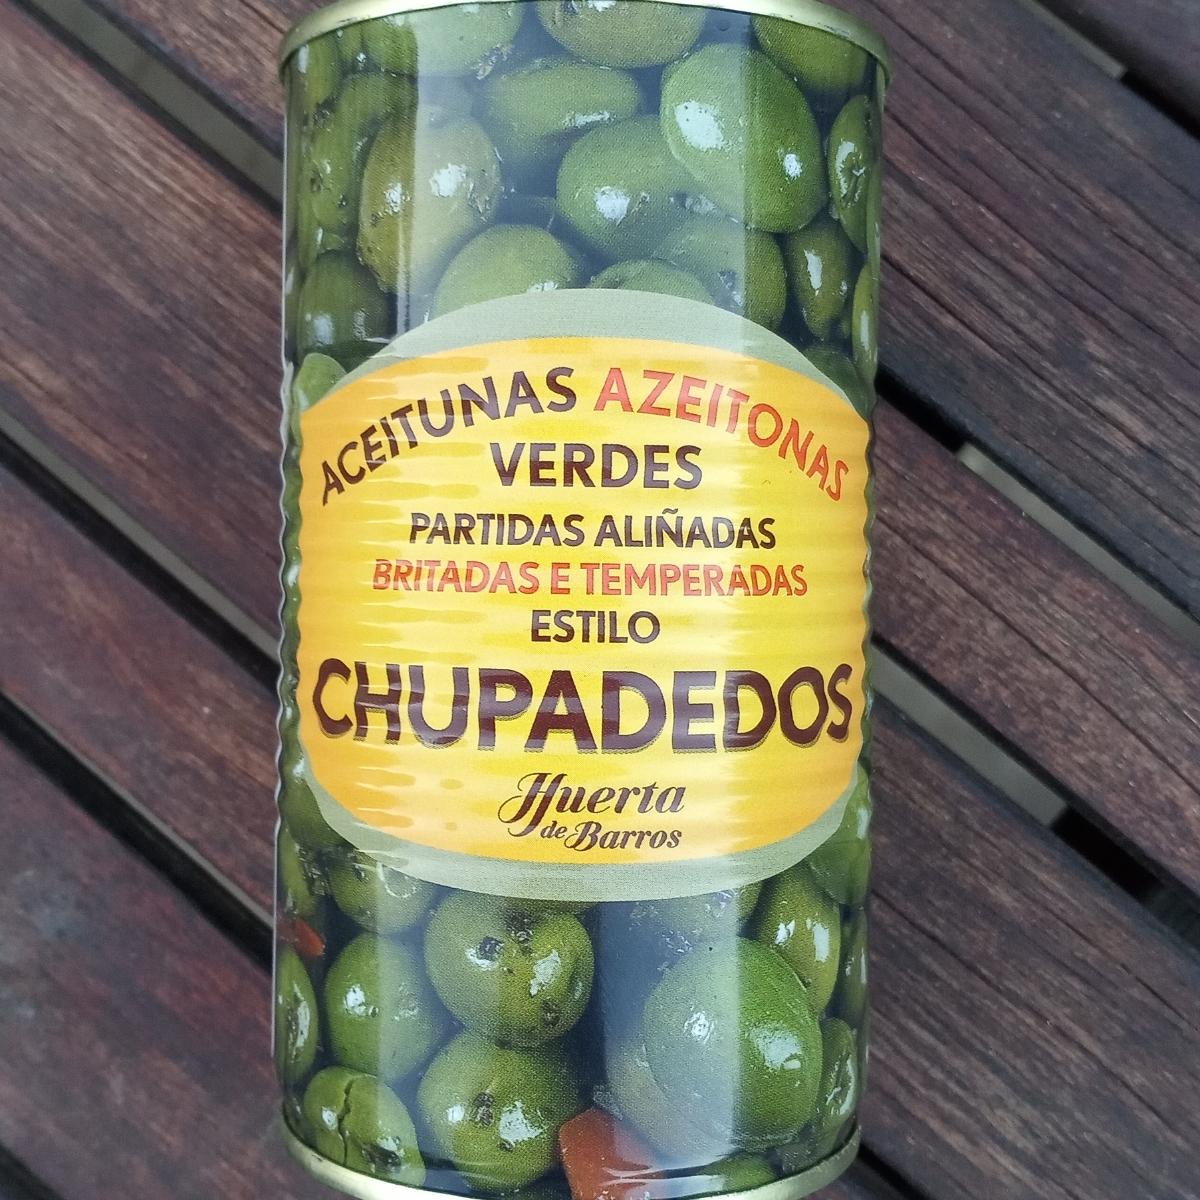 ACEITUNAS AZEITONAS
VERDES
PARTIDAS ALIÑADAS
BRITADAS E TEMPERADAS
ESTILO
CHUPADEDOS
Huerta
de Barros